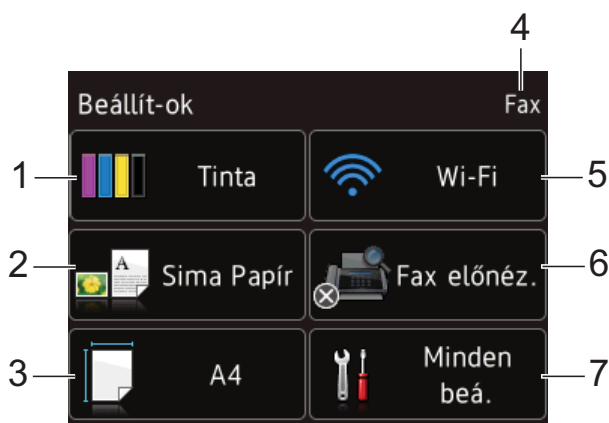 4
Beállít-ok Fax
1 Tinta Wi-Fi 5
2 A Sima Papír Fax előnéz. 6
3 A4 Minden beá. 7